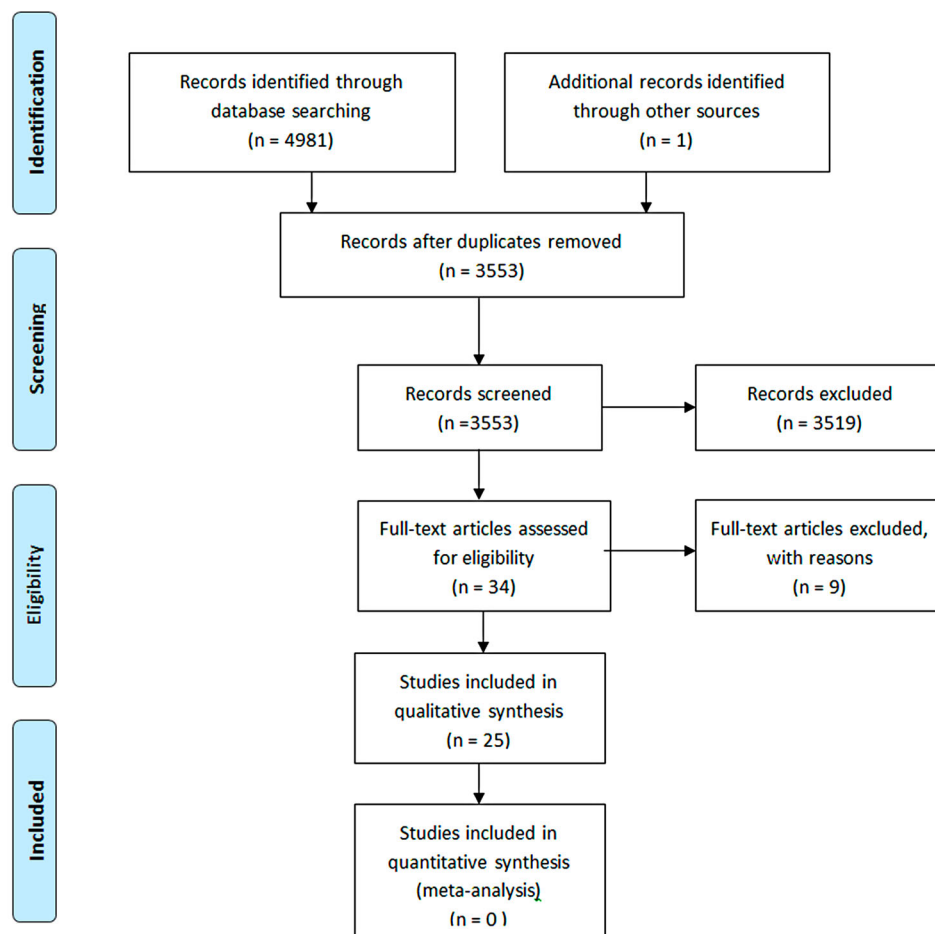 Identification
Records identified through
database searching
(n = 4981)
Additional records identified
through other sources
(n = 1)
Records after duplicates removed
(n = 3553)
Screening
Records screened
(n =3553)
Records excluded
(n = 3519)
Eligibility
Full-text articles assessed
for eligibility
(n = 34)
Full-text articles excluded,
with reasons
(n = 9)
Studies included in
qualitative synthesis
(n = 25)
Included
Studies included in
quantitative synthesis
(meta-analysis)
(n = 0 )